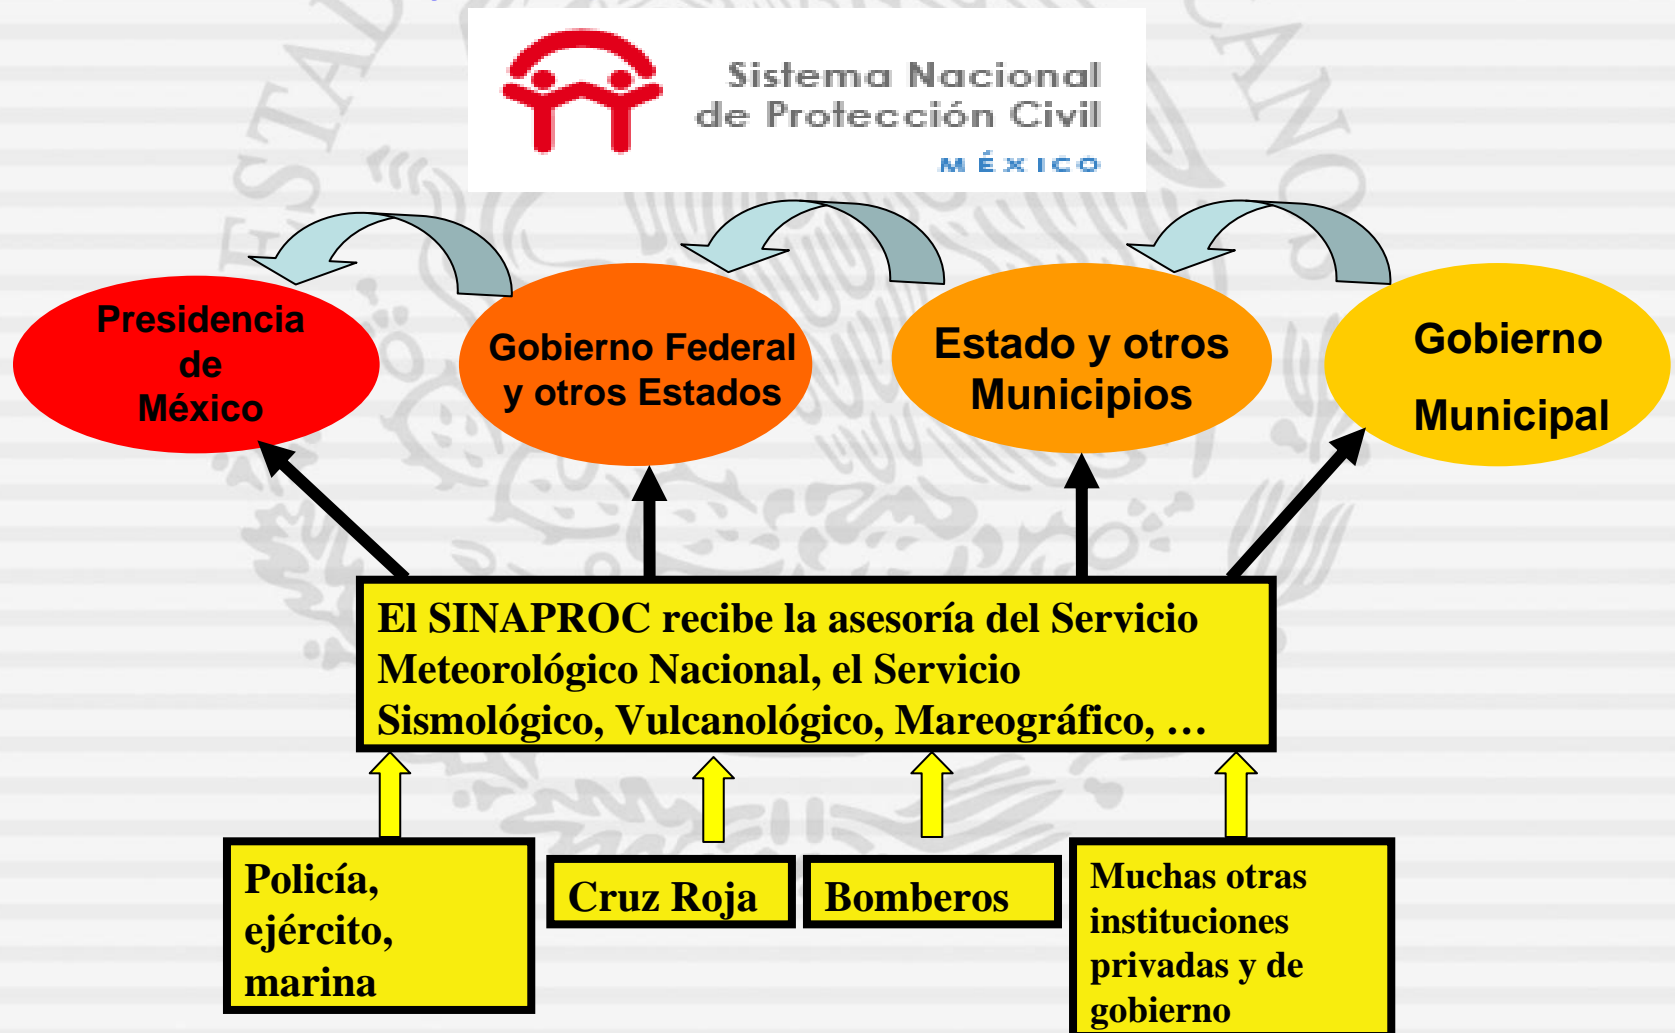 Sistema Nacional
de Protección Civil
MÉXICO
Presidencia
de
México
Gobierno Federal
y otros Estados
Estado y otros
Municipios
Gobierno
Municipal
El SINAPROC recibe la asesoría del Servicio
Meteorológico Nacional, el Servicio
Sismológico, Vulcanológico, Mareográfico, …
Policía,
ejército,
marina
Cruz Roja
Bomberos
Muchas otras
instituciones
privadas y de
gobierno